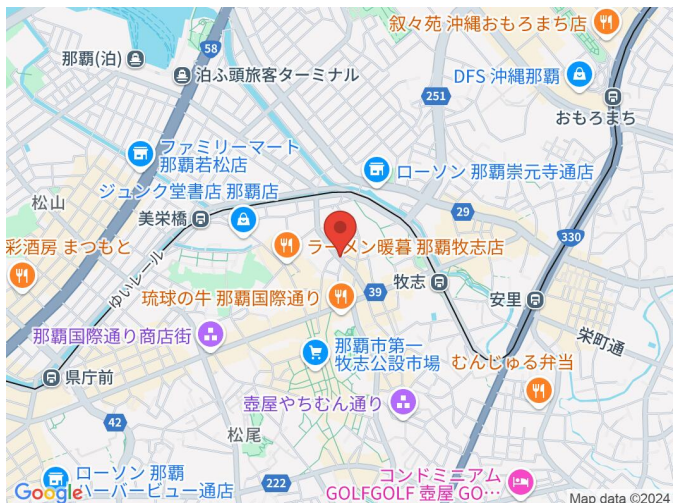 叙々苑 沖縄おもろまち店
58
那覇(泊)
泊ふ頭旅客ターミナル
DFS 沖縄那覇
251
おもろまち
ファミリーマート
那覇若松店
ローソン 那覇崇元寺通店
ジュンク堂書店 那覇店
松山
美栄橋
29
330
彩酒房 まつもと
ラーメン暖暮 那覇牧志店
ゆいレール
牧志
琉球の牛 那覇国際通り
39
安里
那覇国際通り商店街
栄町通
那覇市第一
牧志公設市場
むんじゅる弁当
県庁前
壺屋やちむん通り
42
松尾
222
ローソン 那覇
ハーバービュー通店
コンドミニアム
GOLFGOLF 壺屋 GO...
Google
Map data ©2024